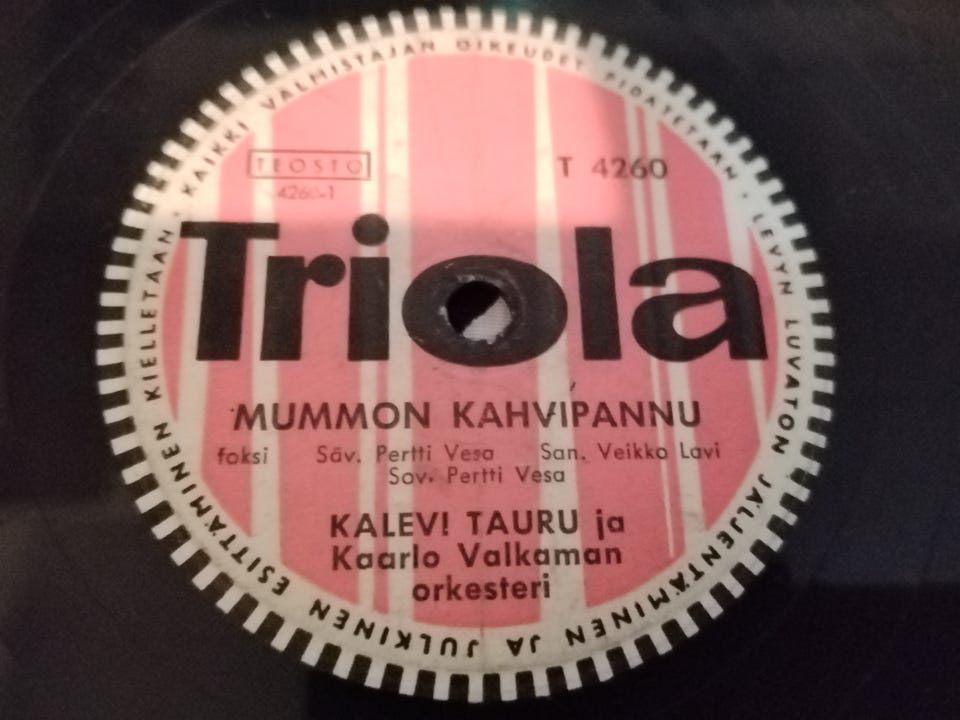 KAIKKI VALMISTAJAN OIKEUDET PIDÄTETÄÄN · LEVYN LUVATON JÄLJENTÄMINEN JA JULKINEN ESITTÄMINEN KIELLETÄÄN ·
TEOSTO
4260-1
T 4260
Triola
MUMMON KAHVIPANNU
foksi Säv. Pertti Vesa San. Veikko Lavi
Sov. Pertti Vesa
KALEVI TAURU ja
Kaarlo Valkaman
orkesteri